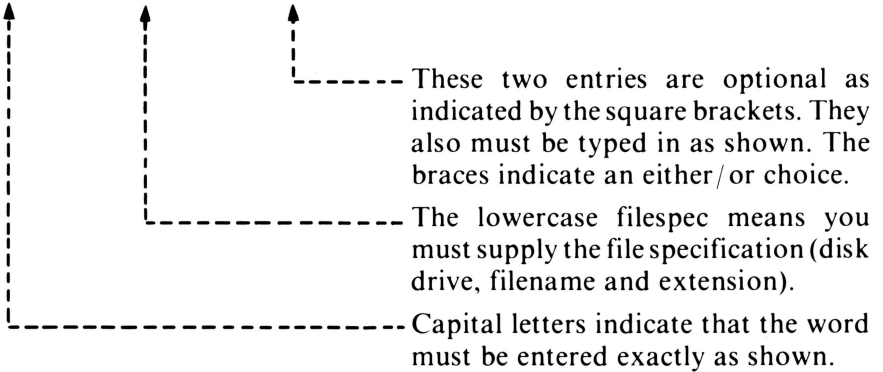 These two entries are optional as
indicated by the square brackets. They
also must be typed in as shown. The
braces indicate an either/or choice.
The lowercase filespec means you
must supply the file specification (disk
drive, filename and extension).
Capital letters indicate that the word
must be entered exactly as shown.